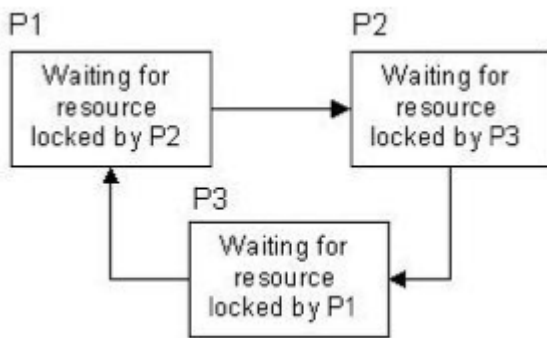 P1
Waiting for
resource
locked by P2
P2
Waiting for
resource
locked by P3
P3
Waiting for
resource
locked by P1